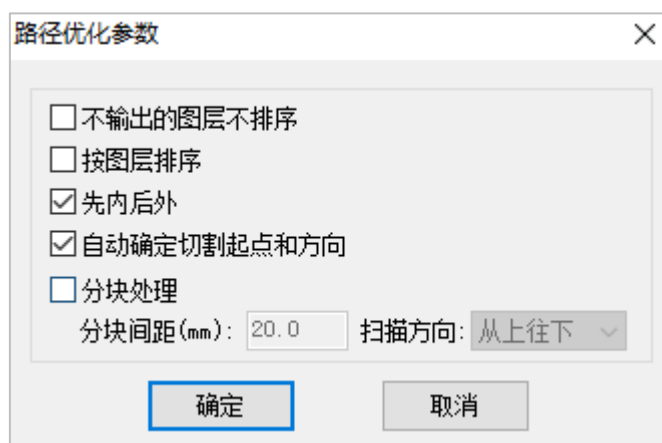 路径优化参数
不输出的图层不排序
按图层排序
先内后外
自动确定切割起点和方向
分块处理
分块间距(mm): 20.0 扫描方向: 从上往下
确定 取消